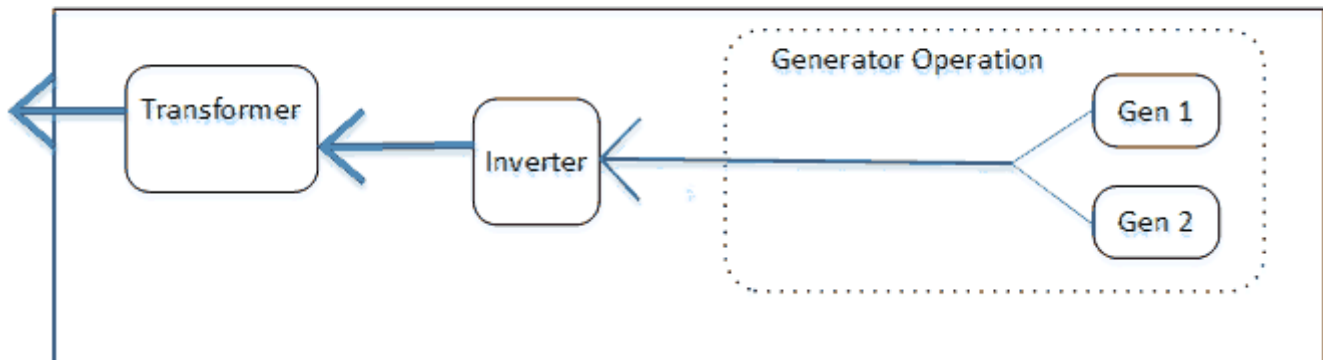 Generator Operation
Transformer
Gen 1
Inverter
Gen 2